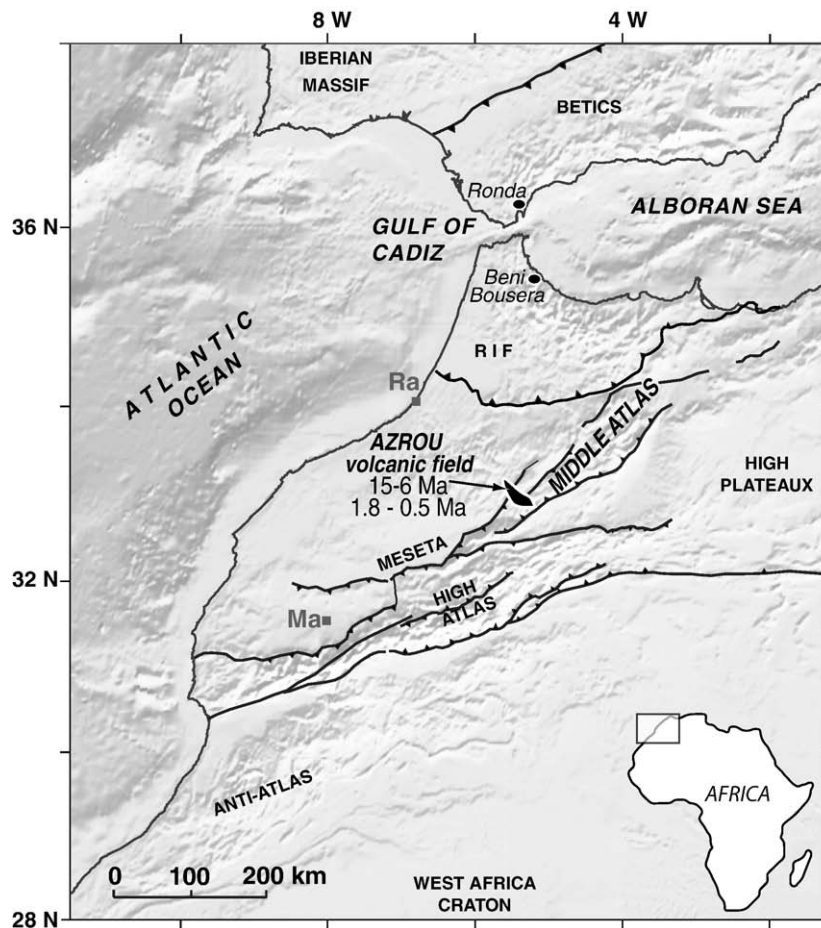 8 W
4 W
IBERIAN
MASSIF
BETICS
Ronda
36 N
GULF OF
CADIZ
ALBORAN SEA
Beni
Bousera
ATLANTIC
OCEAN
RIF
Ra
AZROU
volcanic field
15-6 Ma
1.8 - 0.5 Ma
MIDDLE ATLAS
HIGH
PLATEAUX
MESETA
32 N
HIGH
ATLAS
Ma
ANTI-ATLAS
AFRICA
0 100 200 km
WEST AFRICA
CRATON
28 N